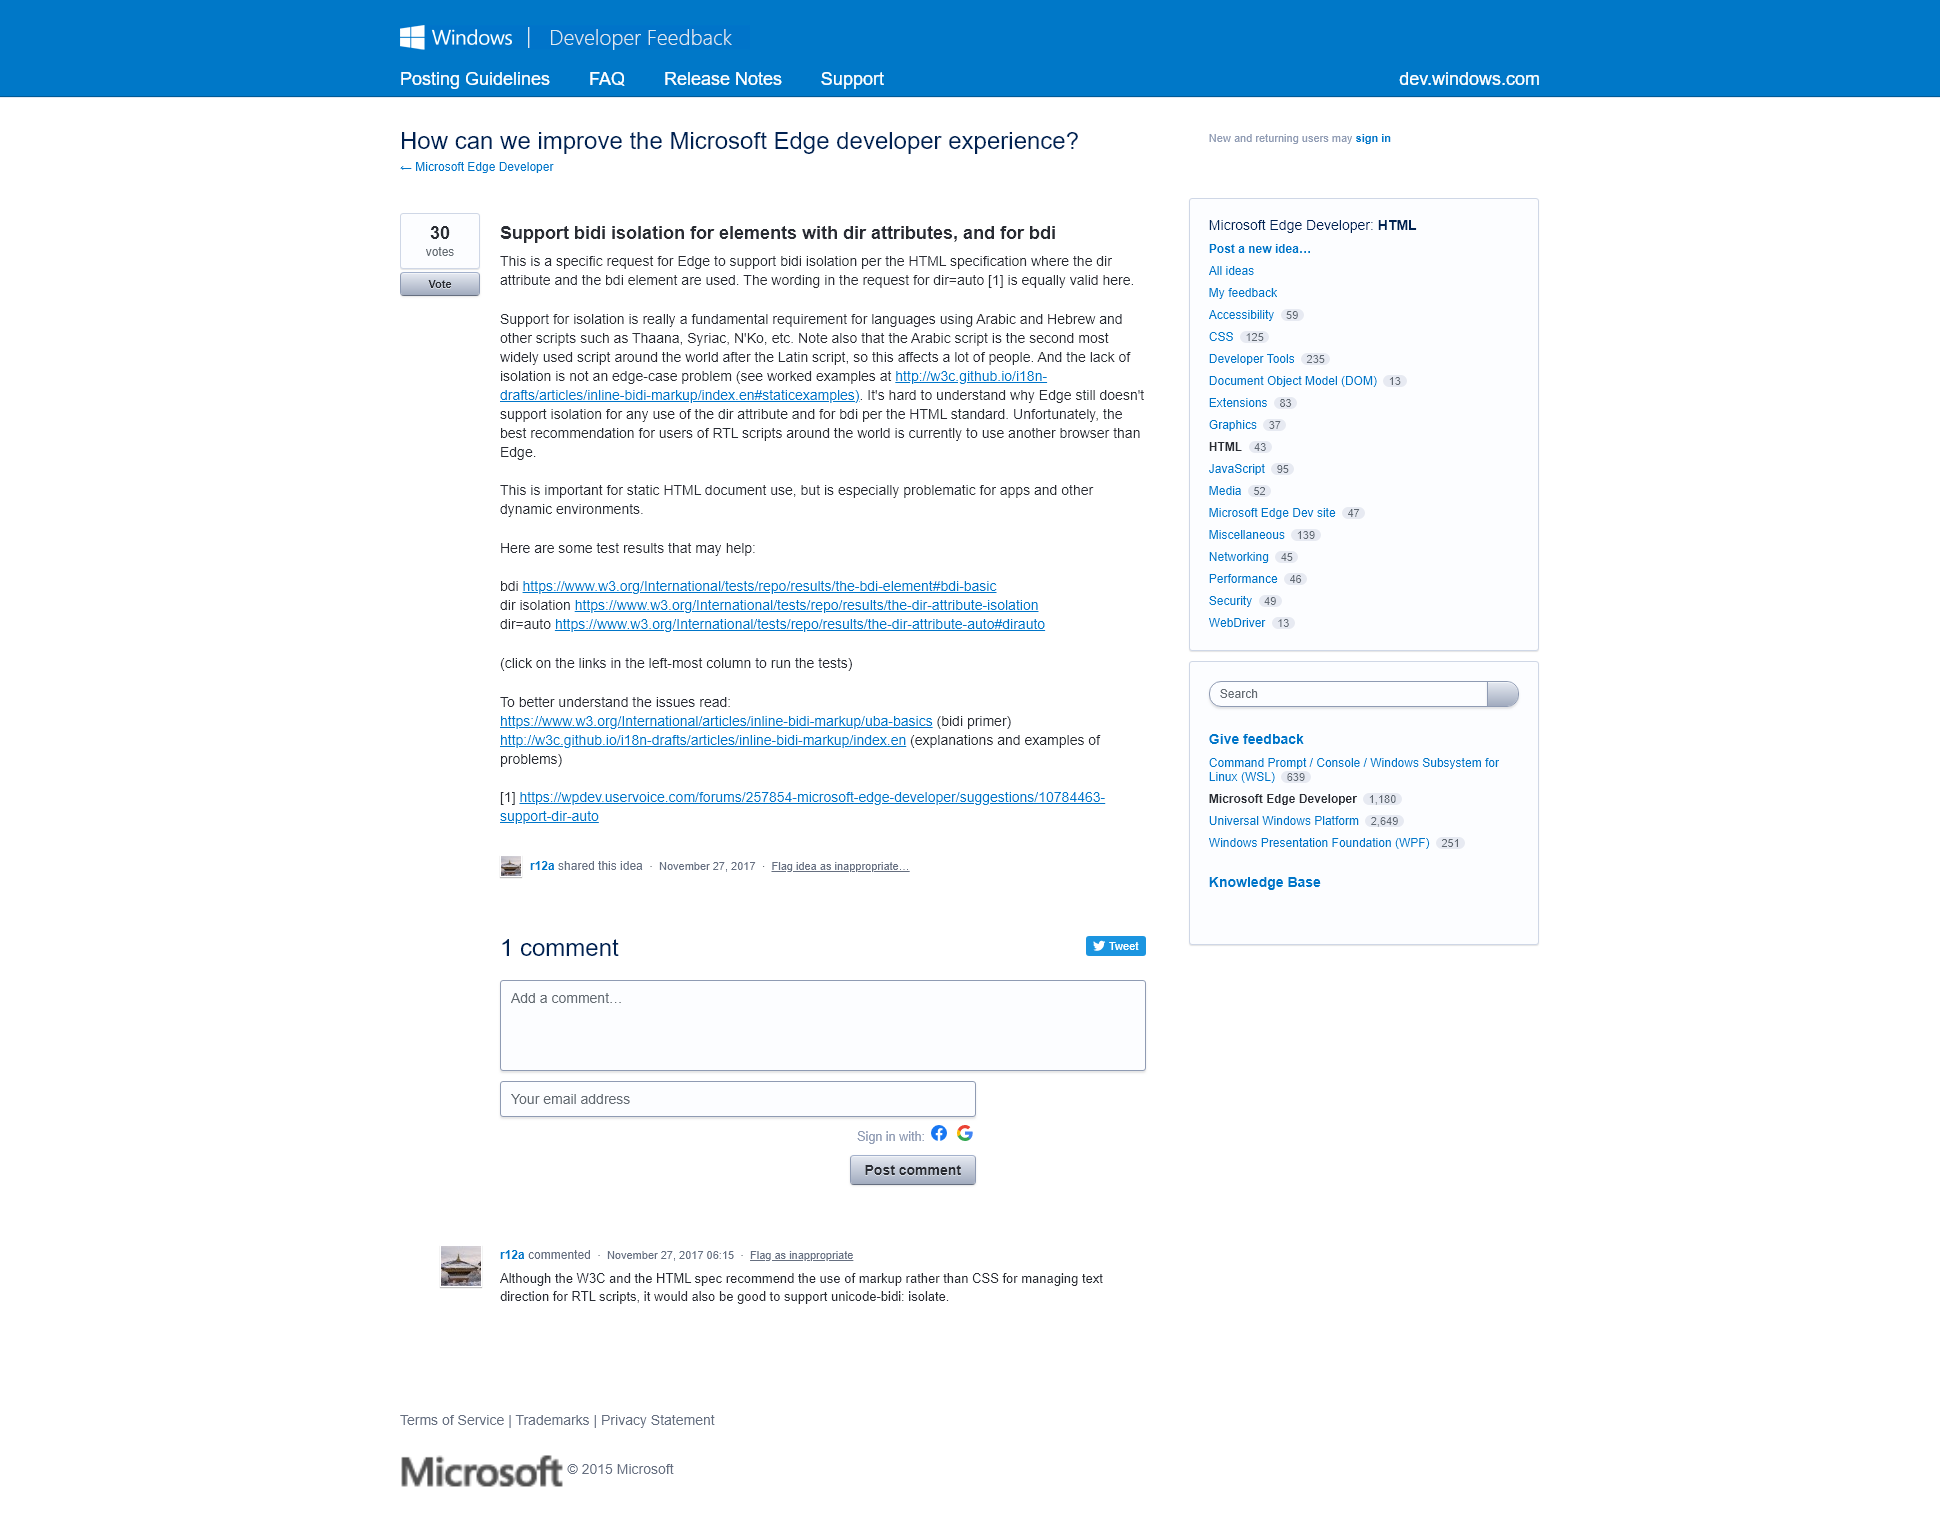 Windows | Developer Feedback
Posting Guidelines FAQ Release Notes Support dev.windows.com
How can we improve the Microsoft Edge developer experience?
← Microsoft Edge Developer
New and returning users may sign in
30
votes
Vote
Support bidi isolation for elements with dir attributes, and for bdi
This is a specific request for Edge to support bidi isolation per the HTML specification where the dir
attribute and the bdi element are used. The wording in the request for dir=auto [1] is equally valid here.
Support for isolation is really a fundamental requirement for languages using Arabic and Hebrew and
other scripts such as Thaana, Syriac, N'Ko, etc. Note also that the Arabic script is the second most
widely used script around the world after the Latin script, so this affects a lot of people. And the lack of
isolation is not an edge-case problem (see worked examples at http://w3c.github.io/i18n-
drafts/articles/inline-bidi-markup/index.en#staticexamples). It's hard to understand why Edge still doesn't
support isolation for any use of the dir attribute and for bdi per the HTML standard. Unfortunately, the
best recommendation for users of RTL scripts around the world is currently to use another browser than
Edge.
This is important for static HTML document use, but is especially problematic for apps and other
dynamic environments.
Here are some test results that may help:
bdi https://www.w3.org/International/tests/repo/results/the-bdi-element#bdi-basic
dir isolation https://www.w3.org/International/tests/repo/results/the-dir-attribute-isolation
dir=auto https://www.w3.org/International/tests/repo/results/the-dir-attribute-auto#dirauto
(click on the links in the left-most column to run the tests)
To better understand the issues read:
https://www.w3.org/International/articles/inline-bidi-markup/uba-basics (bidi primer)
http://w3c.github.io/i18n-drafts/articles/inline-bidi-markup/index.en (explanations and examples of
problems)
[1] https://wpdev.uservoice.com/forums/257854-microsoft-edge-developer/suggestions/10784463-
support-dir-auto
r12a shared this idea · November 27, 2017 · Flag idea as inappropriate…
1 comment
Tweet
Add a comment…
Your email address
Sign in with:
Post comment
r12a commented · November 27, 2017 06:15 · Flag as inappropriate
Although the W3C and the HTML spec recommend the use of markup rather than CSS for managing text
direction for RTL scripts, it would also be good to support unicode-bidi: isolate.
Microsoft Edge Developer: HTML
Post a new idea…
All ideas
My feedback
Accessibility 59
CSS 125
Developer Tools 235
Document Object Model (DOM) 13
Extensions 83
Graphics 37
HTML 43
JavaScript 95
Media 52
Microsoft Edge Dev site 47
Miscellaneous 139
Networking 45
Performance 46
Security 49
WebDriver 13
Search
Give feedback
Command Prompt / Console / Windows Subsystem for
Linux (WSL) 639
Microsoft Edge Developer 1,180
Universal Windows Platform 2,649
Windows Presentation Foundation (WPF) 251
Knowledge Base
Terms of Service | Trademarks | Privacy Statement
Microsoft © 2015 Microsoft